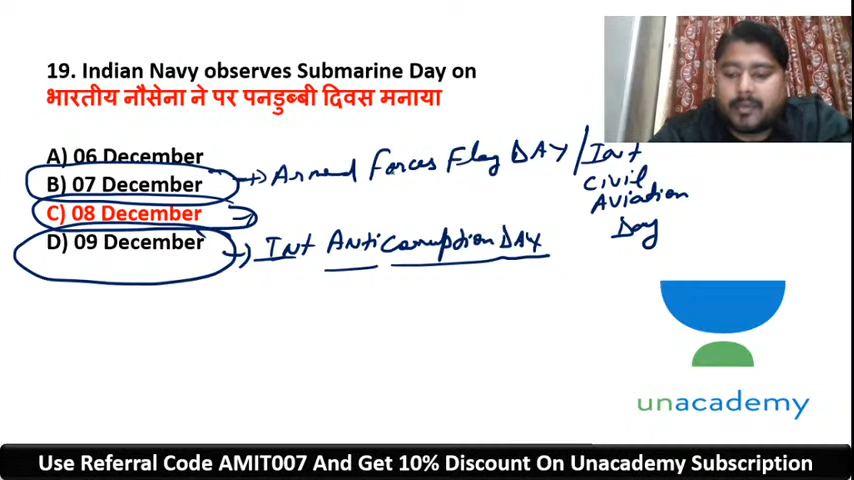 19. Indian Navy observes Submarine Day on
भारतीय नौसेना ने पर पनडुब्बी दिवस मनाया
A) 06 December
B) 07 December
Armed Forces Flag DAY / Int
Civil
Aviation
Day
C) 08 December
D) 09 December
Int Anti Corruption DAY
unacademy
Use Referral Code AMIT007 And Get 10% Discount On Unacademy Subscription